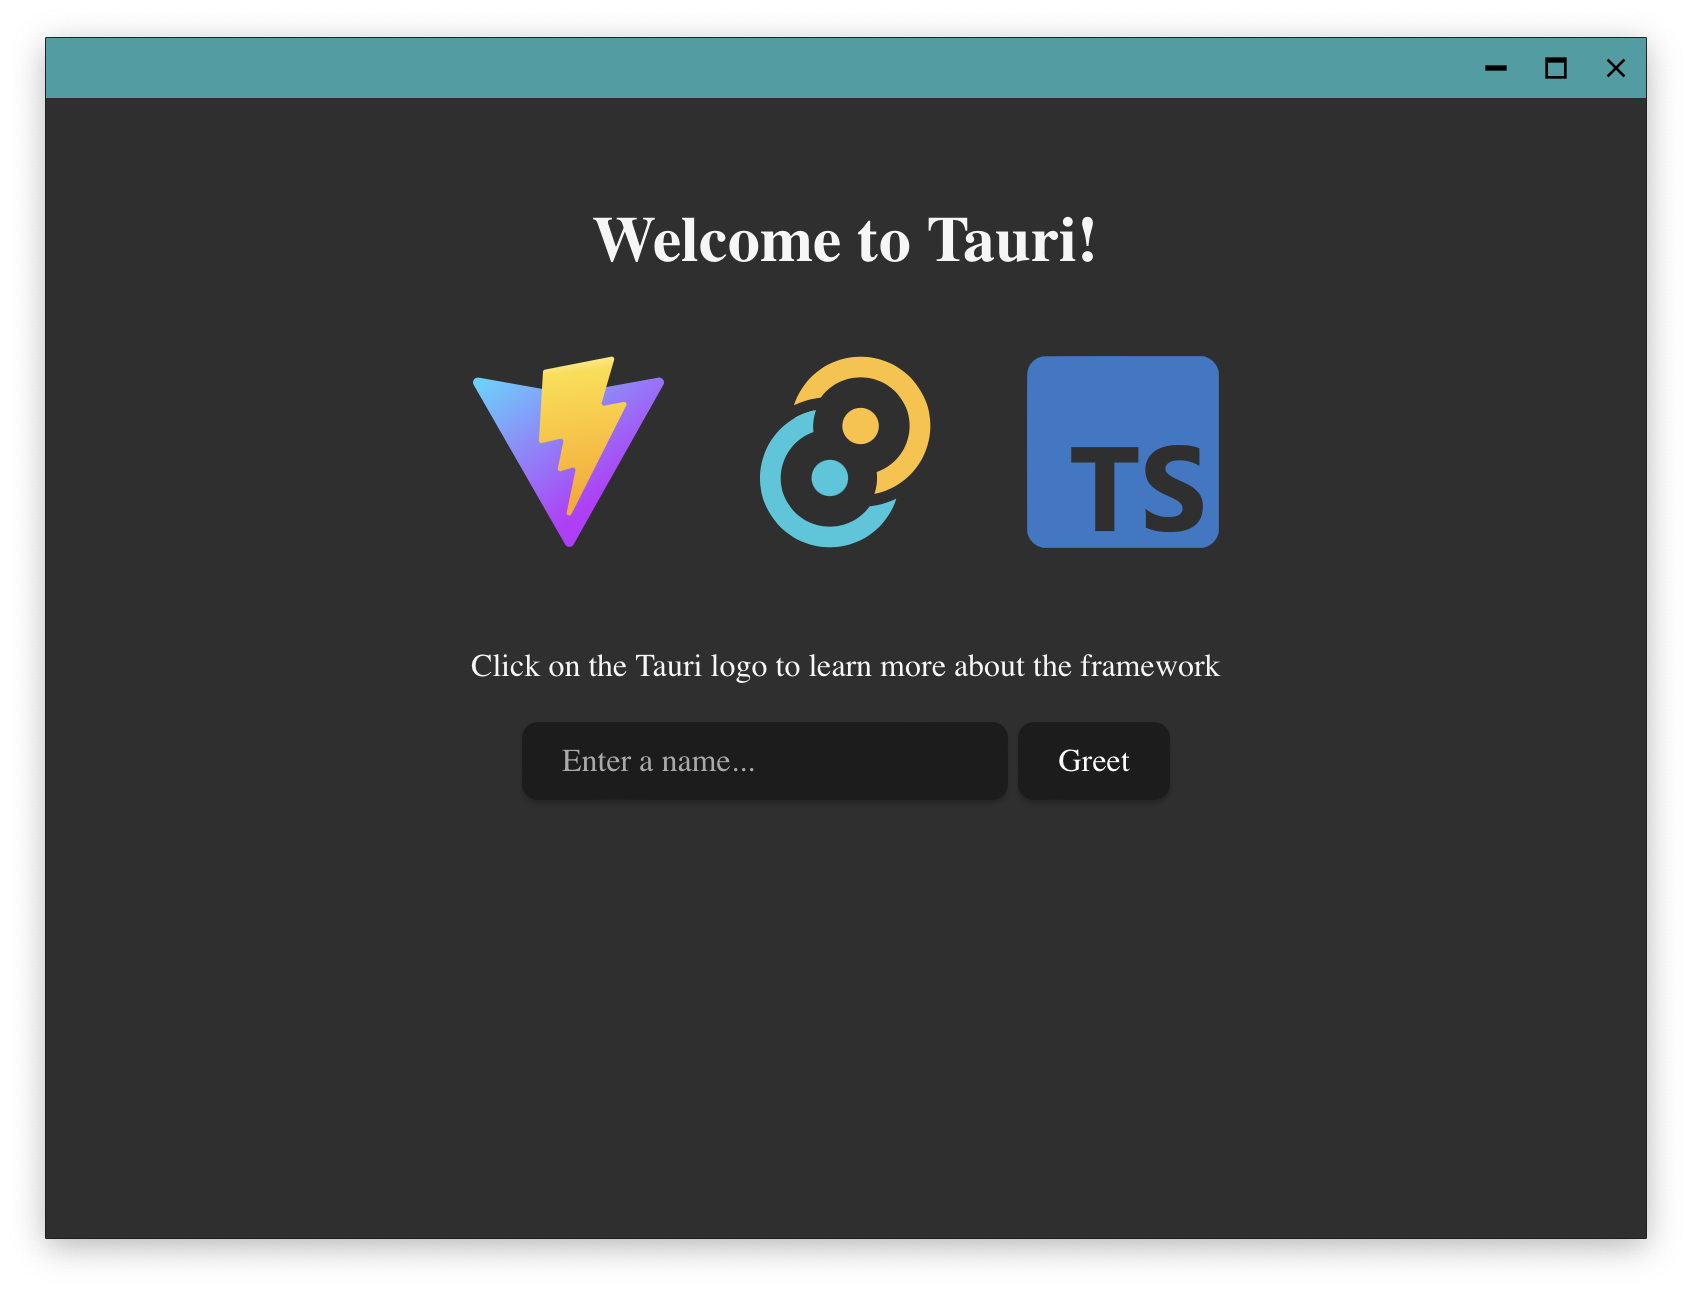 Welcome to Tauri!
TS
Click on the Tauri logo to learn more about the framework
Enter a name...
Greet